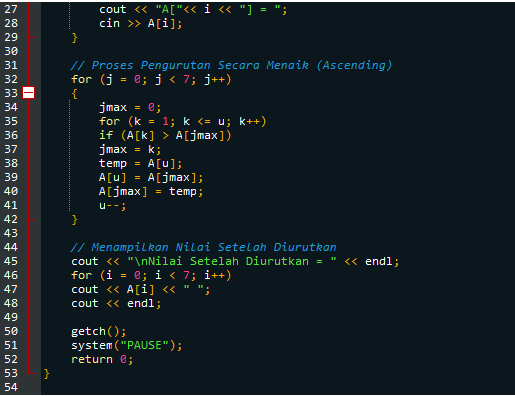 27 cout << "A["<< i << "] = ";
28 cin >> A[i];
29 }
30
31 // Proses Pengurutan Secara Menaik (Ascending)
32 for (j = 0; j < 7; j++)
33 {
34 jmax = 0;
35 for (k = 1; k <= u; k++)
36 if (A[k] > A[jmax])
37 jmax = k;
38 temp = A[u];
39 A[u] = A[jmax];
40 A[jmax] = temp;
41 u--;
42 }
43
44 // Menampilkan Nilai Setelah Diurutkan
45 cout << "\nNilai Setelah Diurutkan = " << endl;
46 for (i = 0; i < 7; i++)
47 cout << A[i] << " ";
48 cout << endl;
49
50 getch();
51 system("PAUSE");
52 return 0;
53 }
54